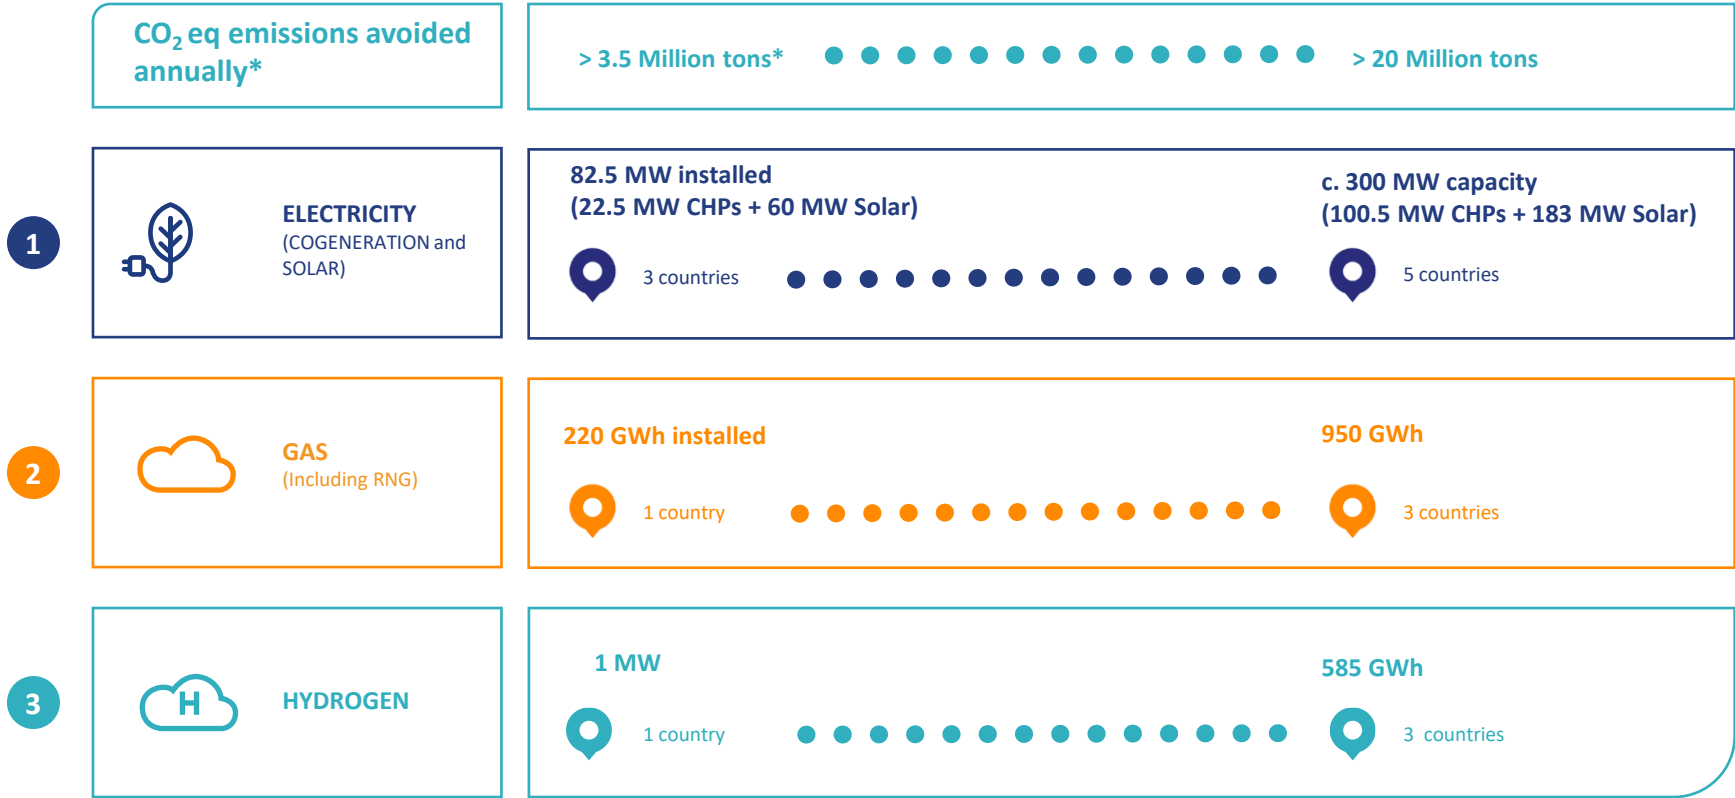 CO₂ eq emissions avoided
annually*
> 3.5 Million tons*
> 20 Million tons
1
ELECTRICITY
(COGENERATION and
SOLAR)
82.5 MW installed
(22.5 MW CHPs + 60 MW Solar)
3 countries
c. 300 MW capacity
(100.5 MW CHPs + 183 MW Solar)
5 countries
2
GAS
(Including RNG)
220 GWh installed
1 country
950 GWh
3 countries
3
H
HYDROGEN
1 MW
1 country
585 GWh
3 countries